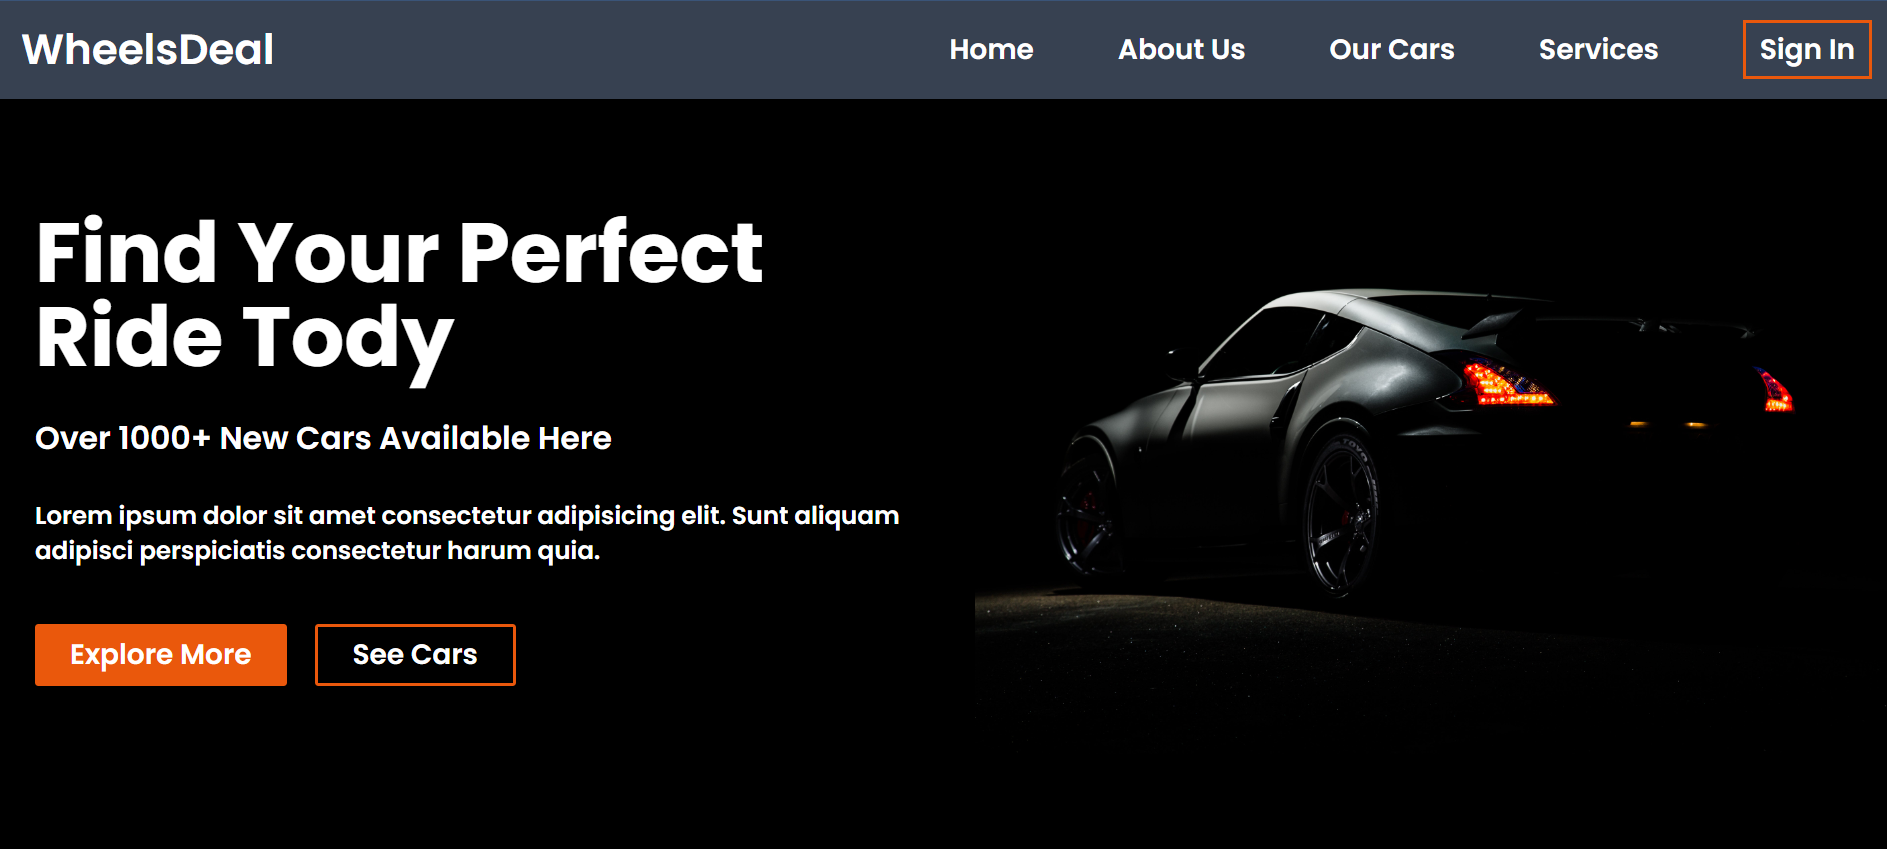 WheelsDeal
Home
About Us
Our Cars
Services
Sign In
Find Your Perfect
Ride Tody
Over 1000+ New Cars Available Here
Lorem ipsum dolor sit amet consectetur adipisicing elit. Sunt aliquam
adipisci perspiciatis consectetur harum quia.
Explore More
See Cars
TOYO